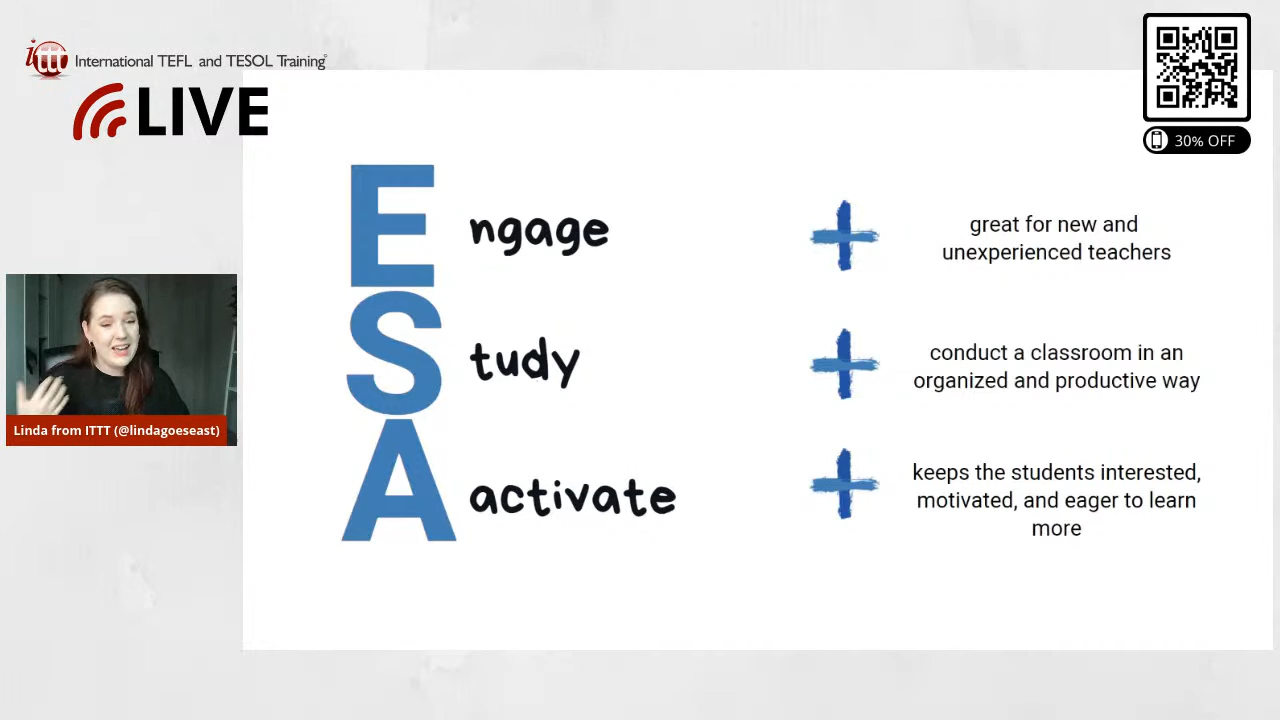 ittt International TEFL and TESOL Training
LIVE
30% OFF
Engage
great for new and
unexperienced teachers
Study
conduct a classroom in an
organized and productive way
Aactivate
keeps the students interested,
motivated, and eager to learn
more
Linda from ITTT (@lindagoeseast)